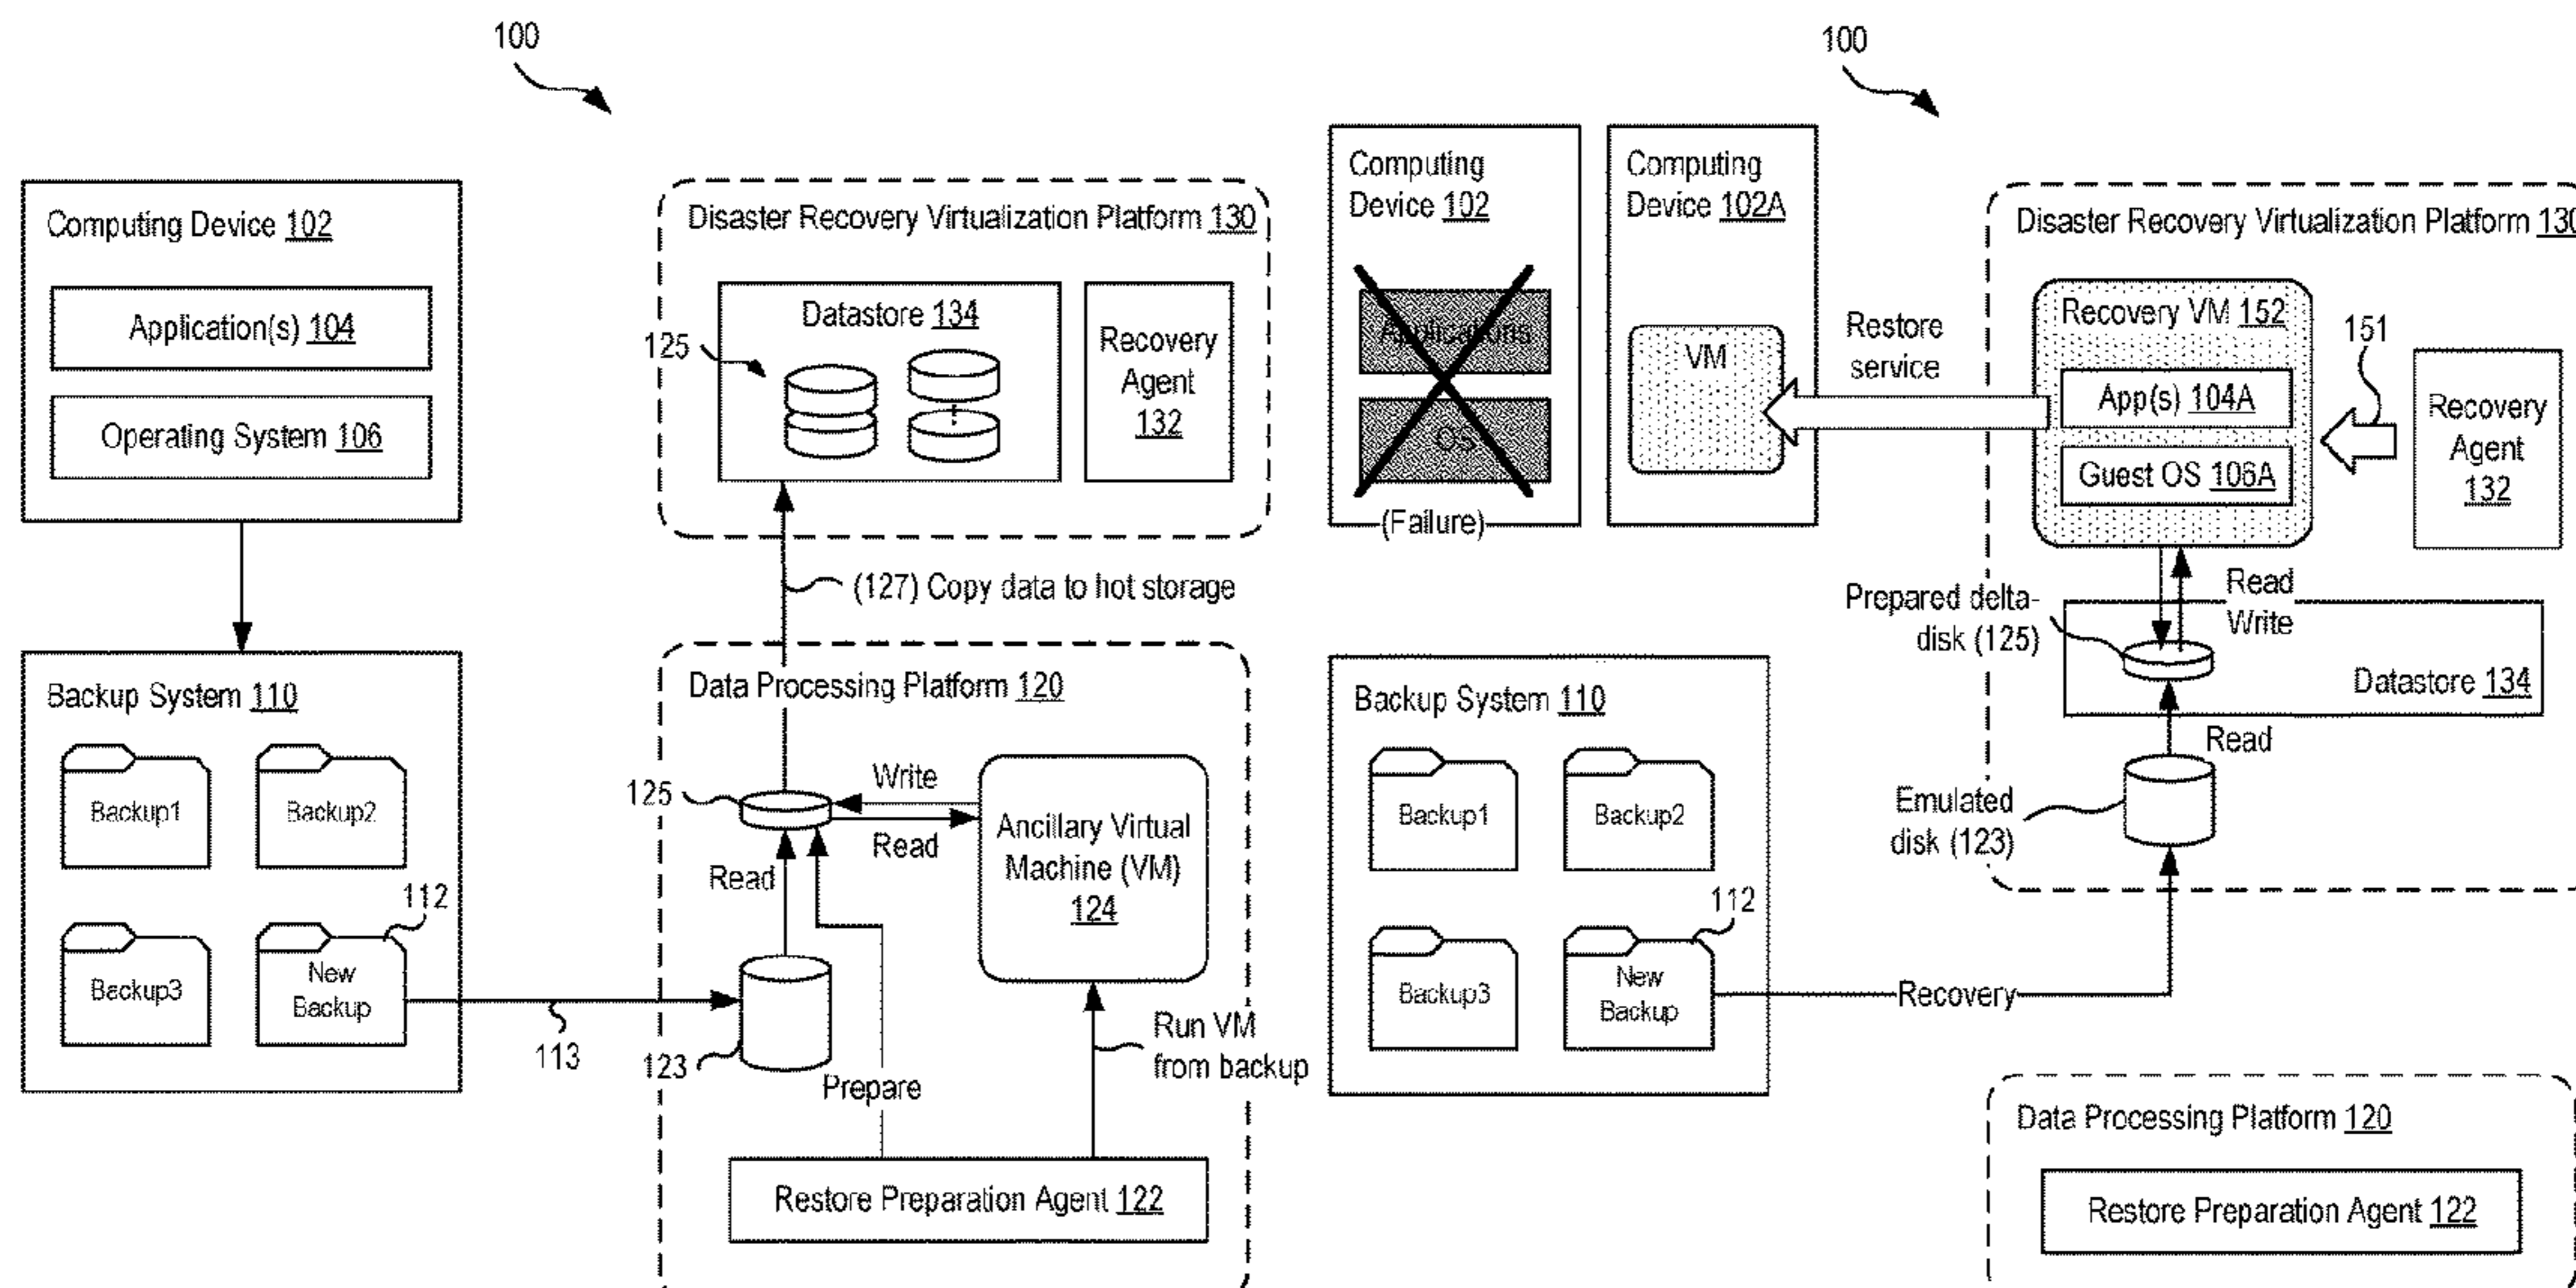 100
Computing Device 102
Application(s) 104
Operating System 106
Backup System 110
Backup1
Backup2
Backup3
New
Backup
112
113
Disaster Recovery Virtualization Platform 130
Datastore 134
125
Recovery
Agent
132
(127) Copy data to hot storage
Data Processing Platform 120
125
Write
Read
Read
Ancillary Virtual
Machine (VM)
124
123
Prepare
Run VM
from backup
Restore Preparation Agent 122
100
Computing
Device 102
Applications
OS
(Failure)
Computing
Device 102A
VM
Restore
service
Disaster Recovery Virtualization Platform 130
Recovery VM 152
App(s) 104A
Guest OS 106A
151
Recovery
Agent
132
Read
Write
Prepared delta-
disk (125)
Datastore 134
Read
Emulated
disk (123)
Backup System 110
Backup1
Backup2
Backup3
New
Backup
112
Recovery
Data Processing Platform 120
Restore Preparation Agent 122